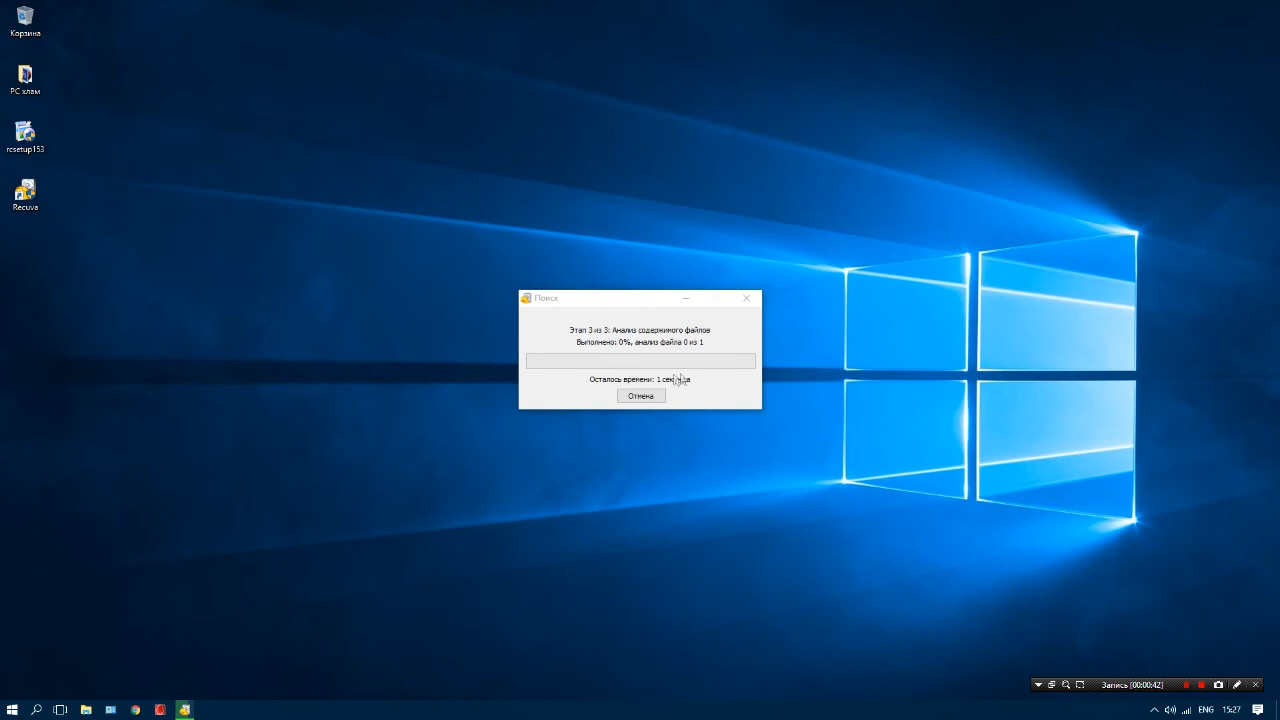 Корзина
PC хлам
rcsetup153
Recuva
Поиск
Этап 3 из 3: Анализ содержимого файлов
Выполнено: 0%, анализ файла 0 из 1
Осталось времени: 1
Отмена
Запись [00:00:42]
ENG
15:27